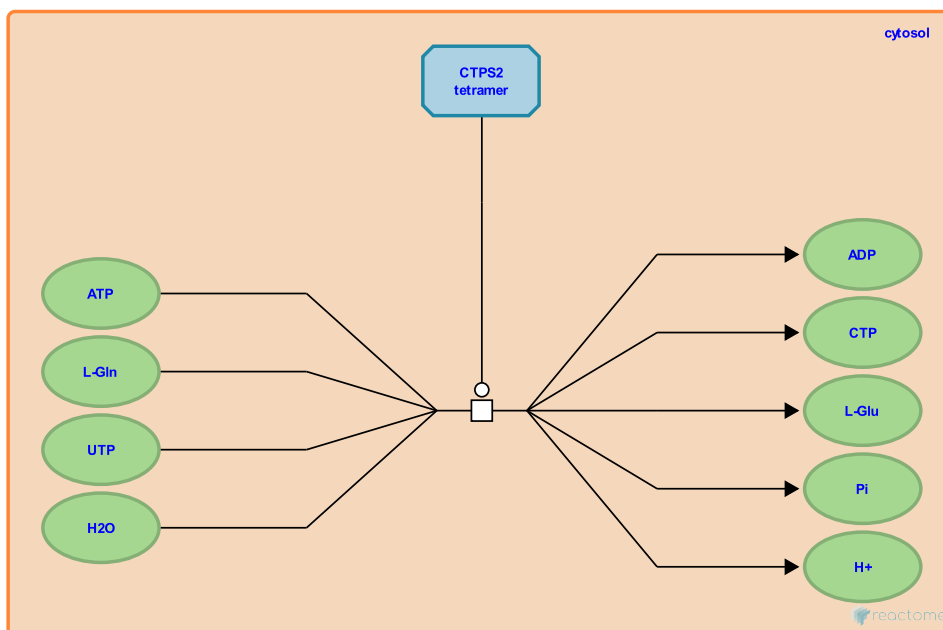 cytosol
CTPS2
tetramer
ATP
L-Gln
UTP
H2O
ADP
CTP
L-Glu
Pi
H+
reactome